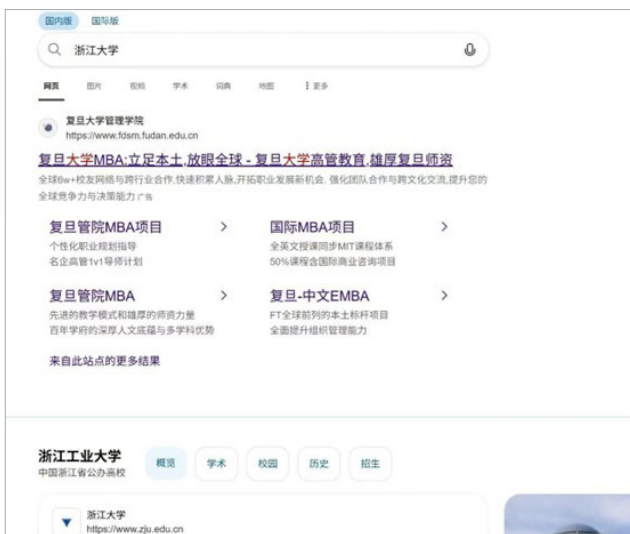 国内版 国际版
浙江大学
网页 图片 视频 学术 词典 地图 更多
复旦大学管理学院
https://www.fdsm.fudan.edu.cn
复旦大学MBA:立足本土,放眼全球 - 复旦大学高管教育,雄厚复旦师资
全球6w+校友网络与跨行业合作,快速积累人脉,开拓职业发展新机会. 强化团队合作与跨文化交流,提升您的
全球竞争力与决策能力 广告
复旦管院MBA项目 国际MBA项目
个性化职业规划指导 全英文授课同步MIT课程体系
名企高管1v1导师计划 50%课程含国际商业咨询项目
复旦管院MBA 复旦-中文EMBA
先进的教学模式和雄厚的师资力量 FT全球前列的本土标杆项目
百年学府的深厚人文底蕴与多学科优势 全面提升组织管理能力
来自此站点的更多结果
浙江工业大学 概览 学术 校园 历史 招生
中国浙江省公办高校
浙江大学
https://www.zju.edu.cn